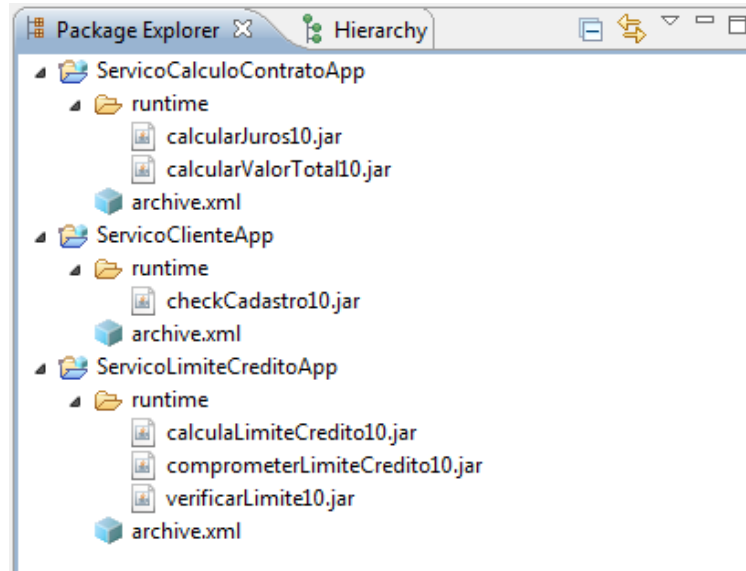 Package Explorer Hierarchy
ServicoCalculoContratoApp
runtime
calcularJuros10.jar
calcularValorTotal10.jar
archive.xml
ServicoClienteApp
runtime
checkCadastro10.jar
archive.xml
ServicoLimiteCreditoApp
runtime
calculaLimiteCredito10.jar
comprometerLimiteCredito10.jar
verificarLimite10.jar
archive.xml